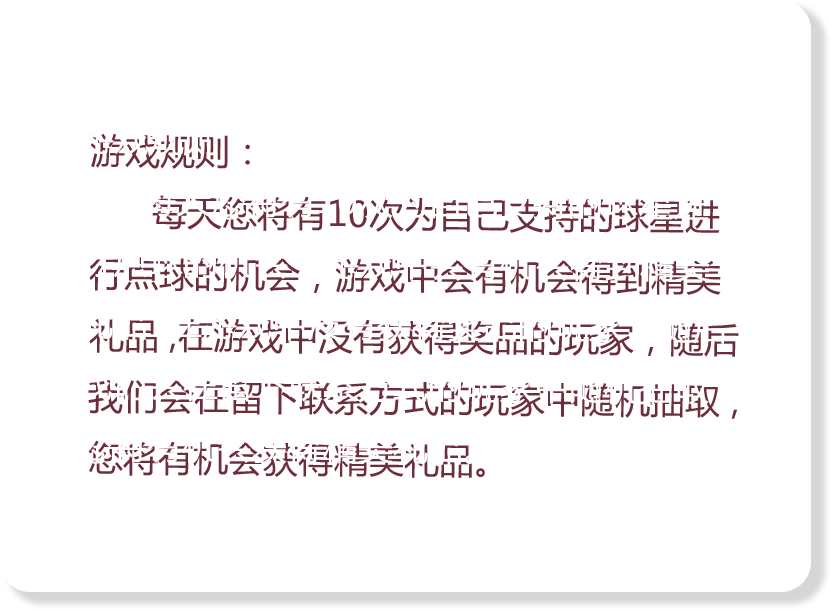 游戏规则：
每天您将有10次为自己支持的球星进
行点球的机会，游戏中会有机会得到精美
礼品,在游戏中没有获得奖品的玩家，随后
我们会在留下联系方式的玩家中随机抽取，
您将有机会获得精美礼品。